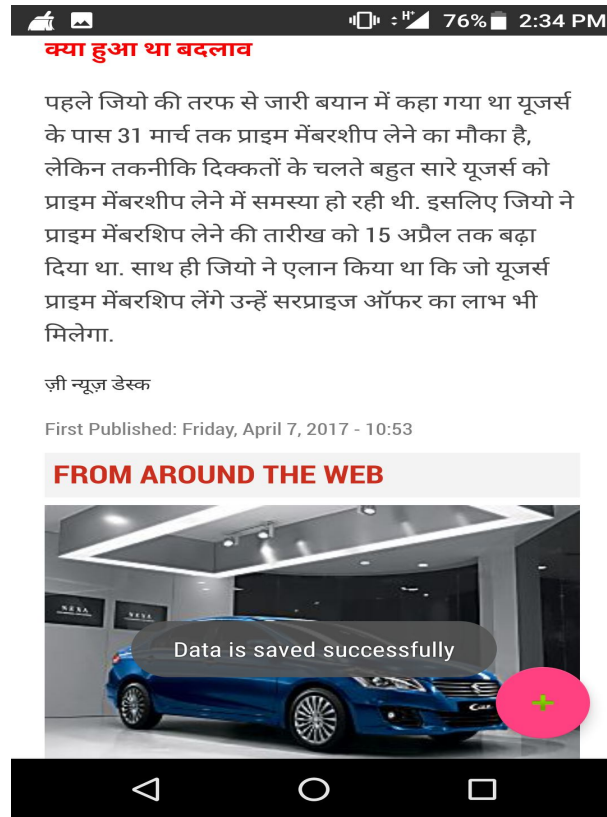 H+ 76% 2:34 PM
क्या हुआ था बदलाव
पहले जियो की तरफ से जारी बयान में कहा गया था यूजर्स
के पास 31 मार्च तक प्राइम मेंबरशीप लेने का मौका है,
लेकिन तकनीकि दिक्कतों के चलते बहुत सारे यूजर्स को
प्राइम मेंबरशीप लेने में समस्या हो रही थी. इसलिए जियो ने
प्राइम मेंबरशिप लेने की तारीख को 15 अप्रैल तक बढ़ा
दिया था. साथ ही जियो ने एलान किया था कि जो यूजर्स
प्राइम मेंबरशिप लेंगे उन्हें सरप्राइज ऑफर का लाभ भी
मिलेगा.
ज़ी न्यूज़ डेस्क
First Published: Friday, April 7, 2017 - 10:53
FROM AROUND THE WEB
NEXA
NEXA
Data is saved successfully